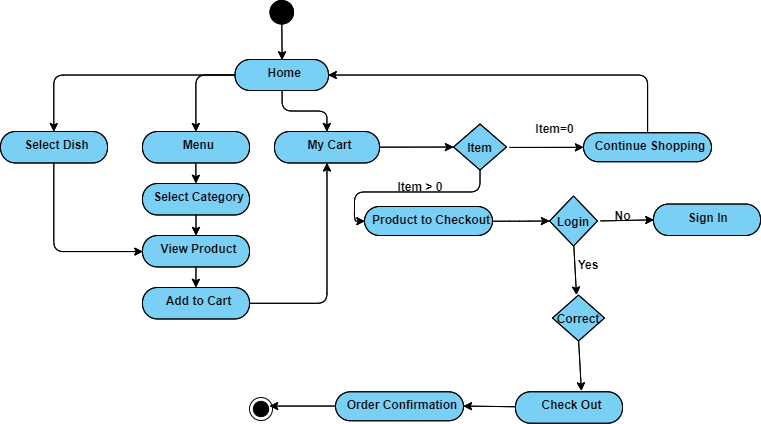 Home
Select Dish
Menu
My Cart
Item
Item=0
Continue Shopping
Select Category
Item > 0
Product to Checkout
Login
No
Sign In
View Product
Yes
Add to Cart
Correct
Order Confirmation
Check Out